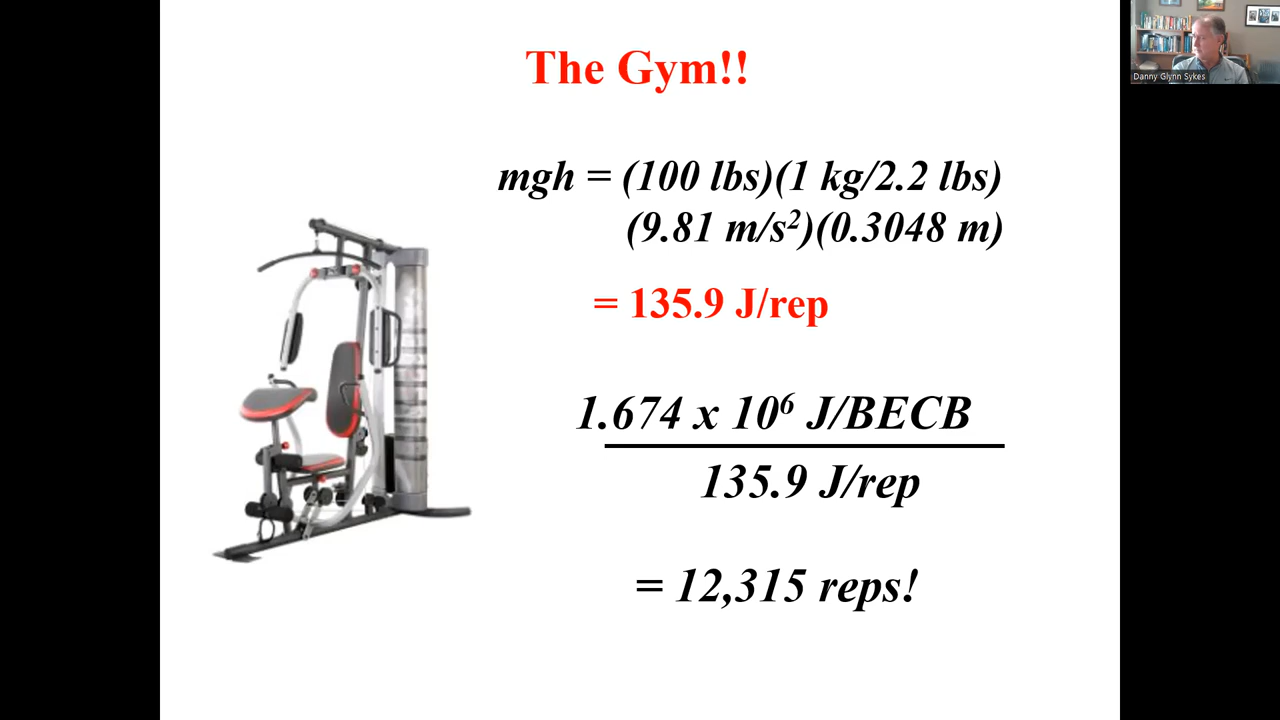 The Gym!!
mgh = (100 lbs)(1 kg/2.2 lbs)
(9.81 m/s²)(0.3048 m)
= 135.9 J/rep
1.674 x 10⁶ J/BECB
135.9 J/rep
= 12,315 reps!
Danny Glynn Sykes